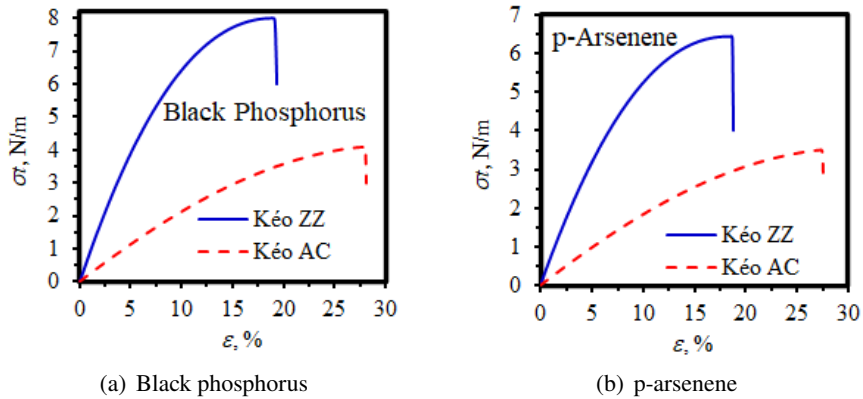 8
7
6
5
4
3
2
1
0
σt, N/m
Black Phosphorus
Kéo ZZ
Kéo AC
0 5 10 15 20 25 30
ε, %
(a) Black phosphorus
7
6
5
4
3
2
1
0
σt, N/m
p-Arsenene
Kéo ZZ
Kéo AC
0 5 10 15 20 25 30
ε, %
(b) p-arsenene